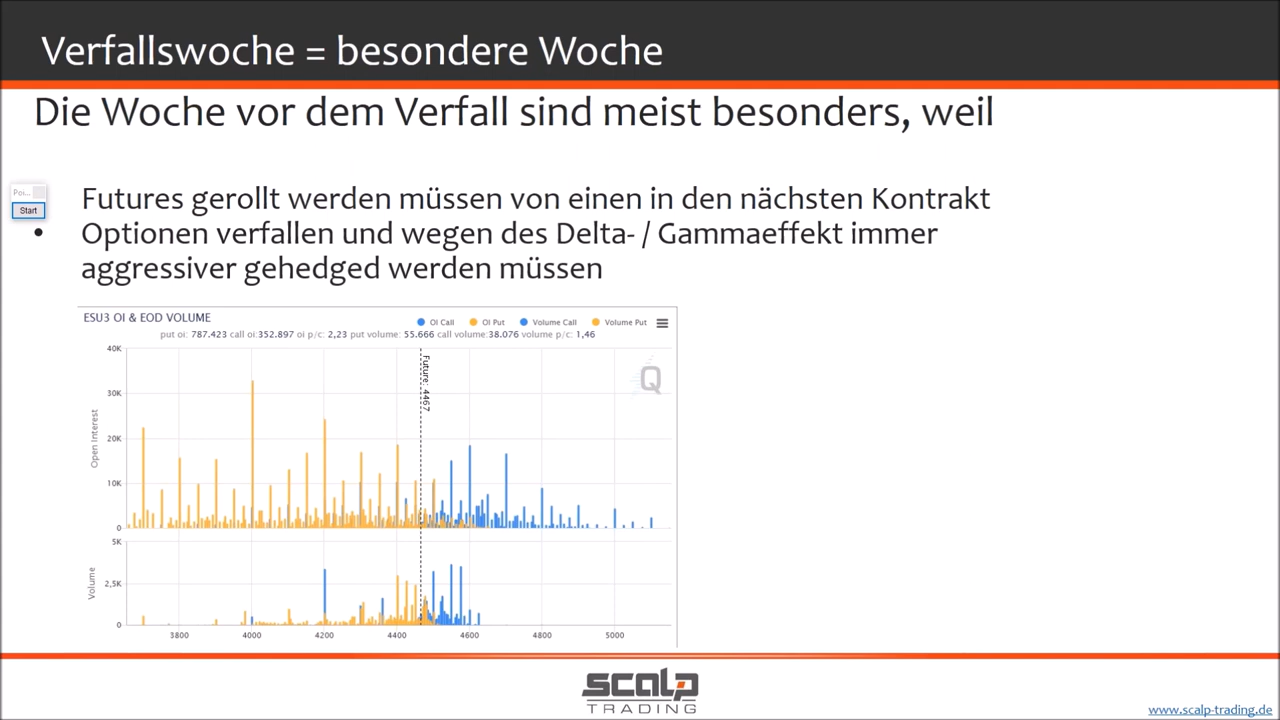 Verfallswoche = besondere Woche
Die Woche vor dem Verfall sind meist besonders, weil
Poi...
Start
Futures gerollt werden müssen von einen in den nächsten Kontrakt
• Optionen verfallen und wegen des Delta- / Gammaeffekt immer
aggressiver gehedged werden müssen
ESU3 OI & EOD VOLUME
OI Call OI Put Volume Call Volume Put
put oi: 787.423 call oi:352.897 oi p/c: 2,23 put volume: 55.666 call volume:38.076 volume p/c: 1,46
Future: 4467
Q
Open Interest
40K
30K
20K
10K
0
Volume
5K
2,5K
0
3800 4000 4200 4400 4600 4800 5000
SCALP
TRADING
www.scalp-trading.de